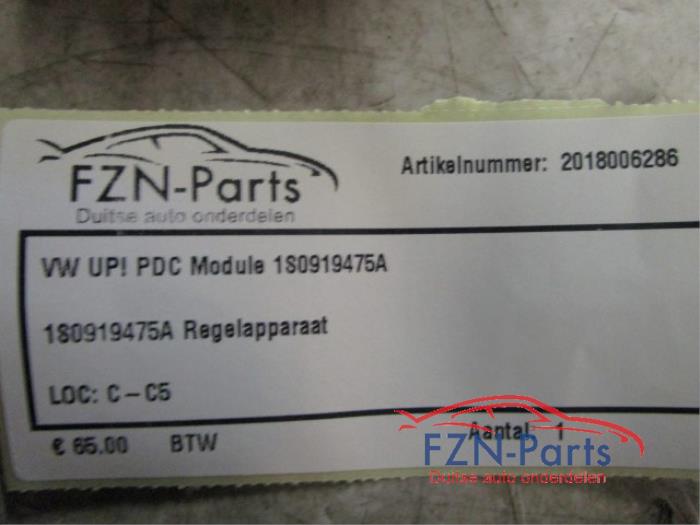 FZN-Parts
Duitse auto onderdelen
Artikelnummer: 2018006286
VW UP! PDC Module 1S0919475A
1S0919475A Regelapparaat
LOC: C-C5
€ 65.00 BTW
Aantal 1
FZN-Parts
Duitse auto onderdelen